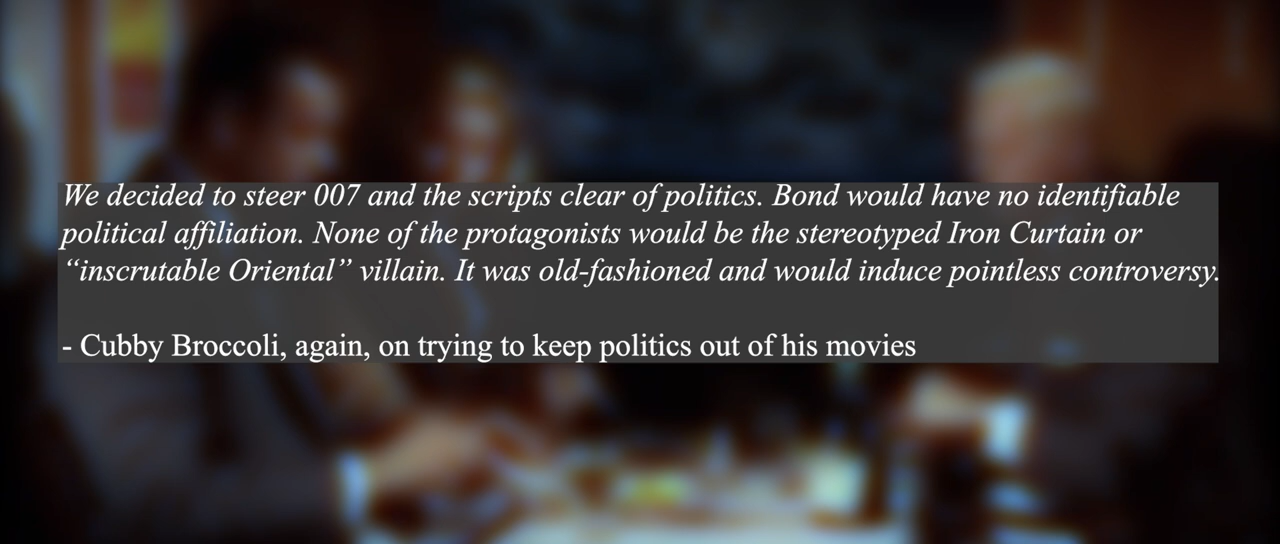 We decided to steer 007 and the scripts clear of politics. Bond would have no identifiable
political affiliation. None of the protagonists would be the stereotyped Iron Curtain or
“inscrutable Oriental” villain. It was old-fashioned and would induce pointless controversy.
- Cubby Broccoli, again, on trying to keep politics out of his movies